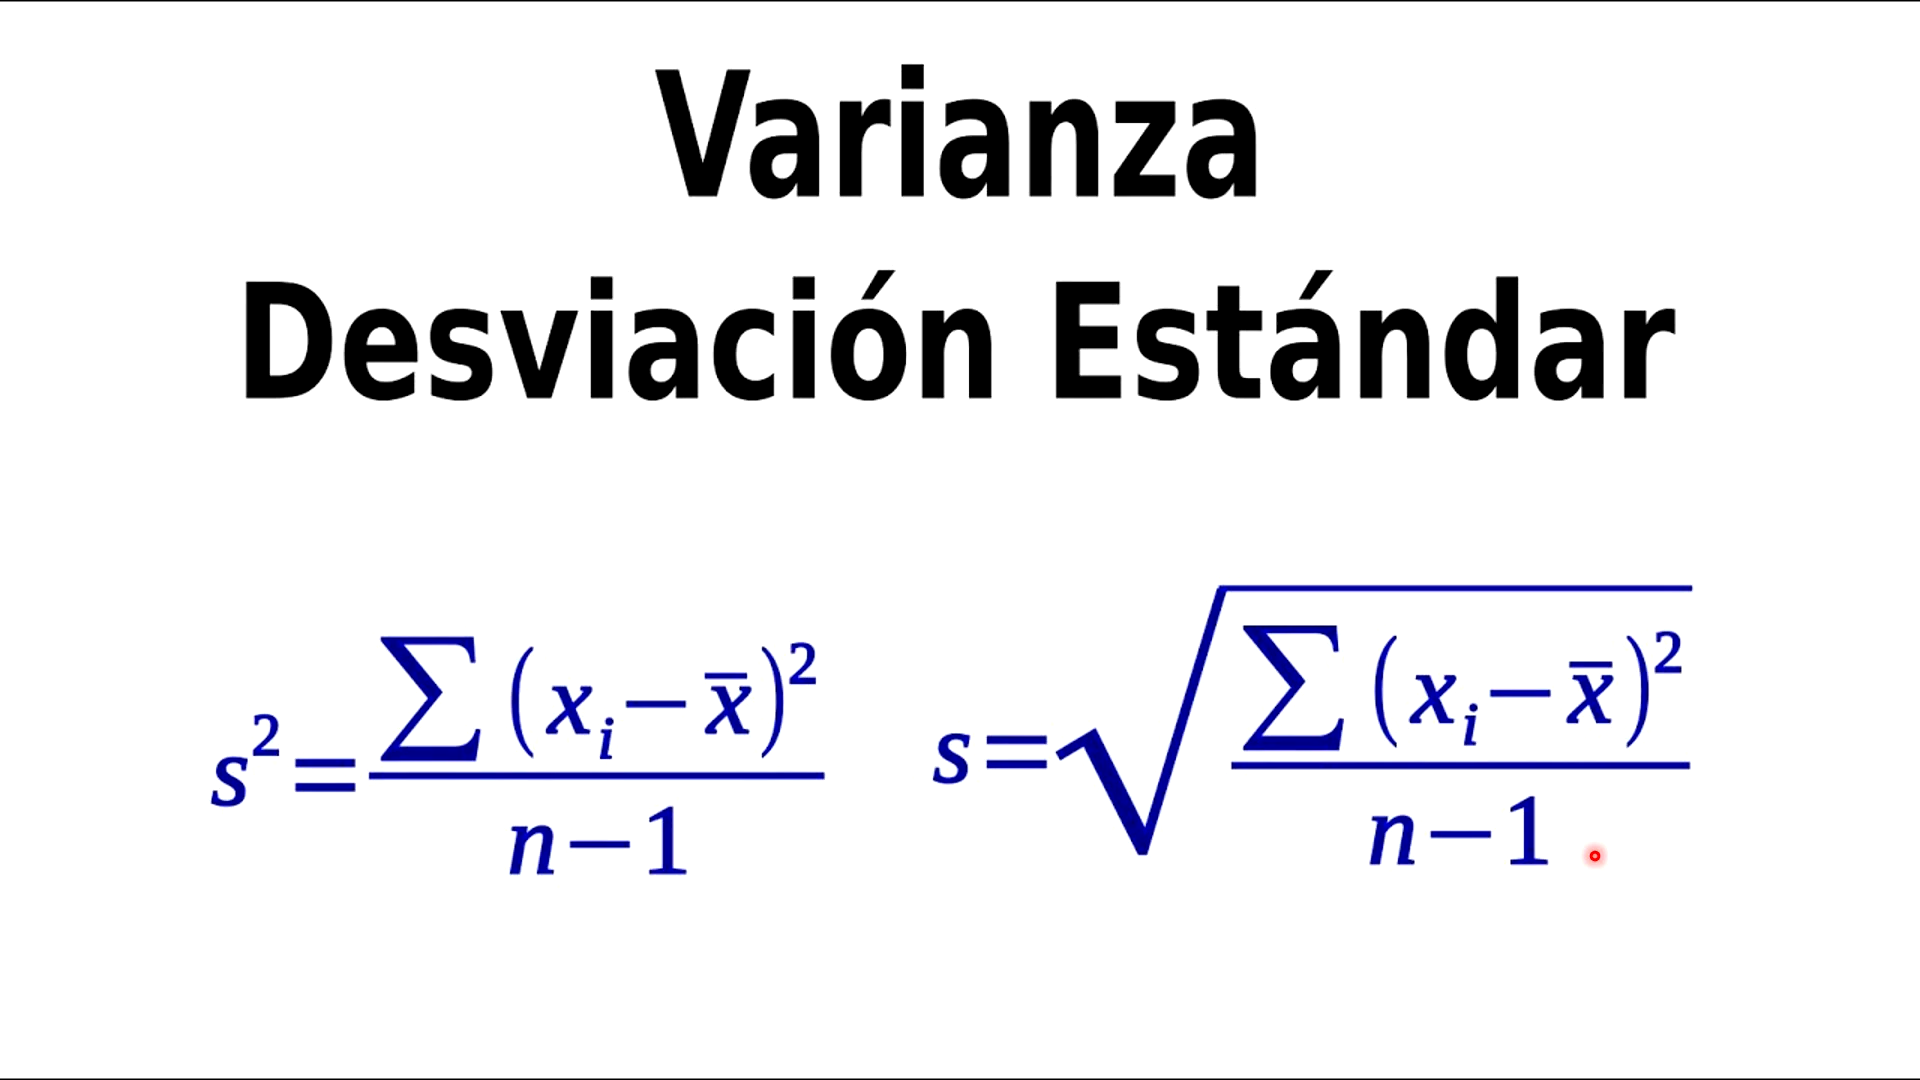 Varianza
Desviación Estándar
s² = ∑ (xᵢ − x̄)² / n − 1
s = √(∑ (xᵢ − x̄)² / n − 1)